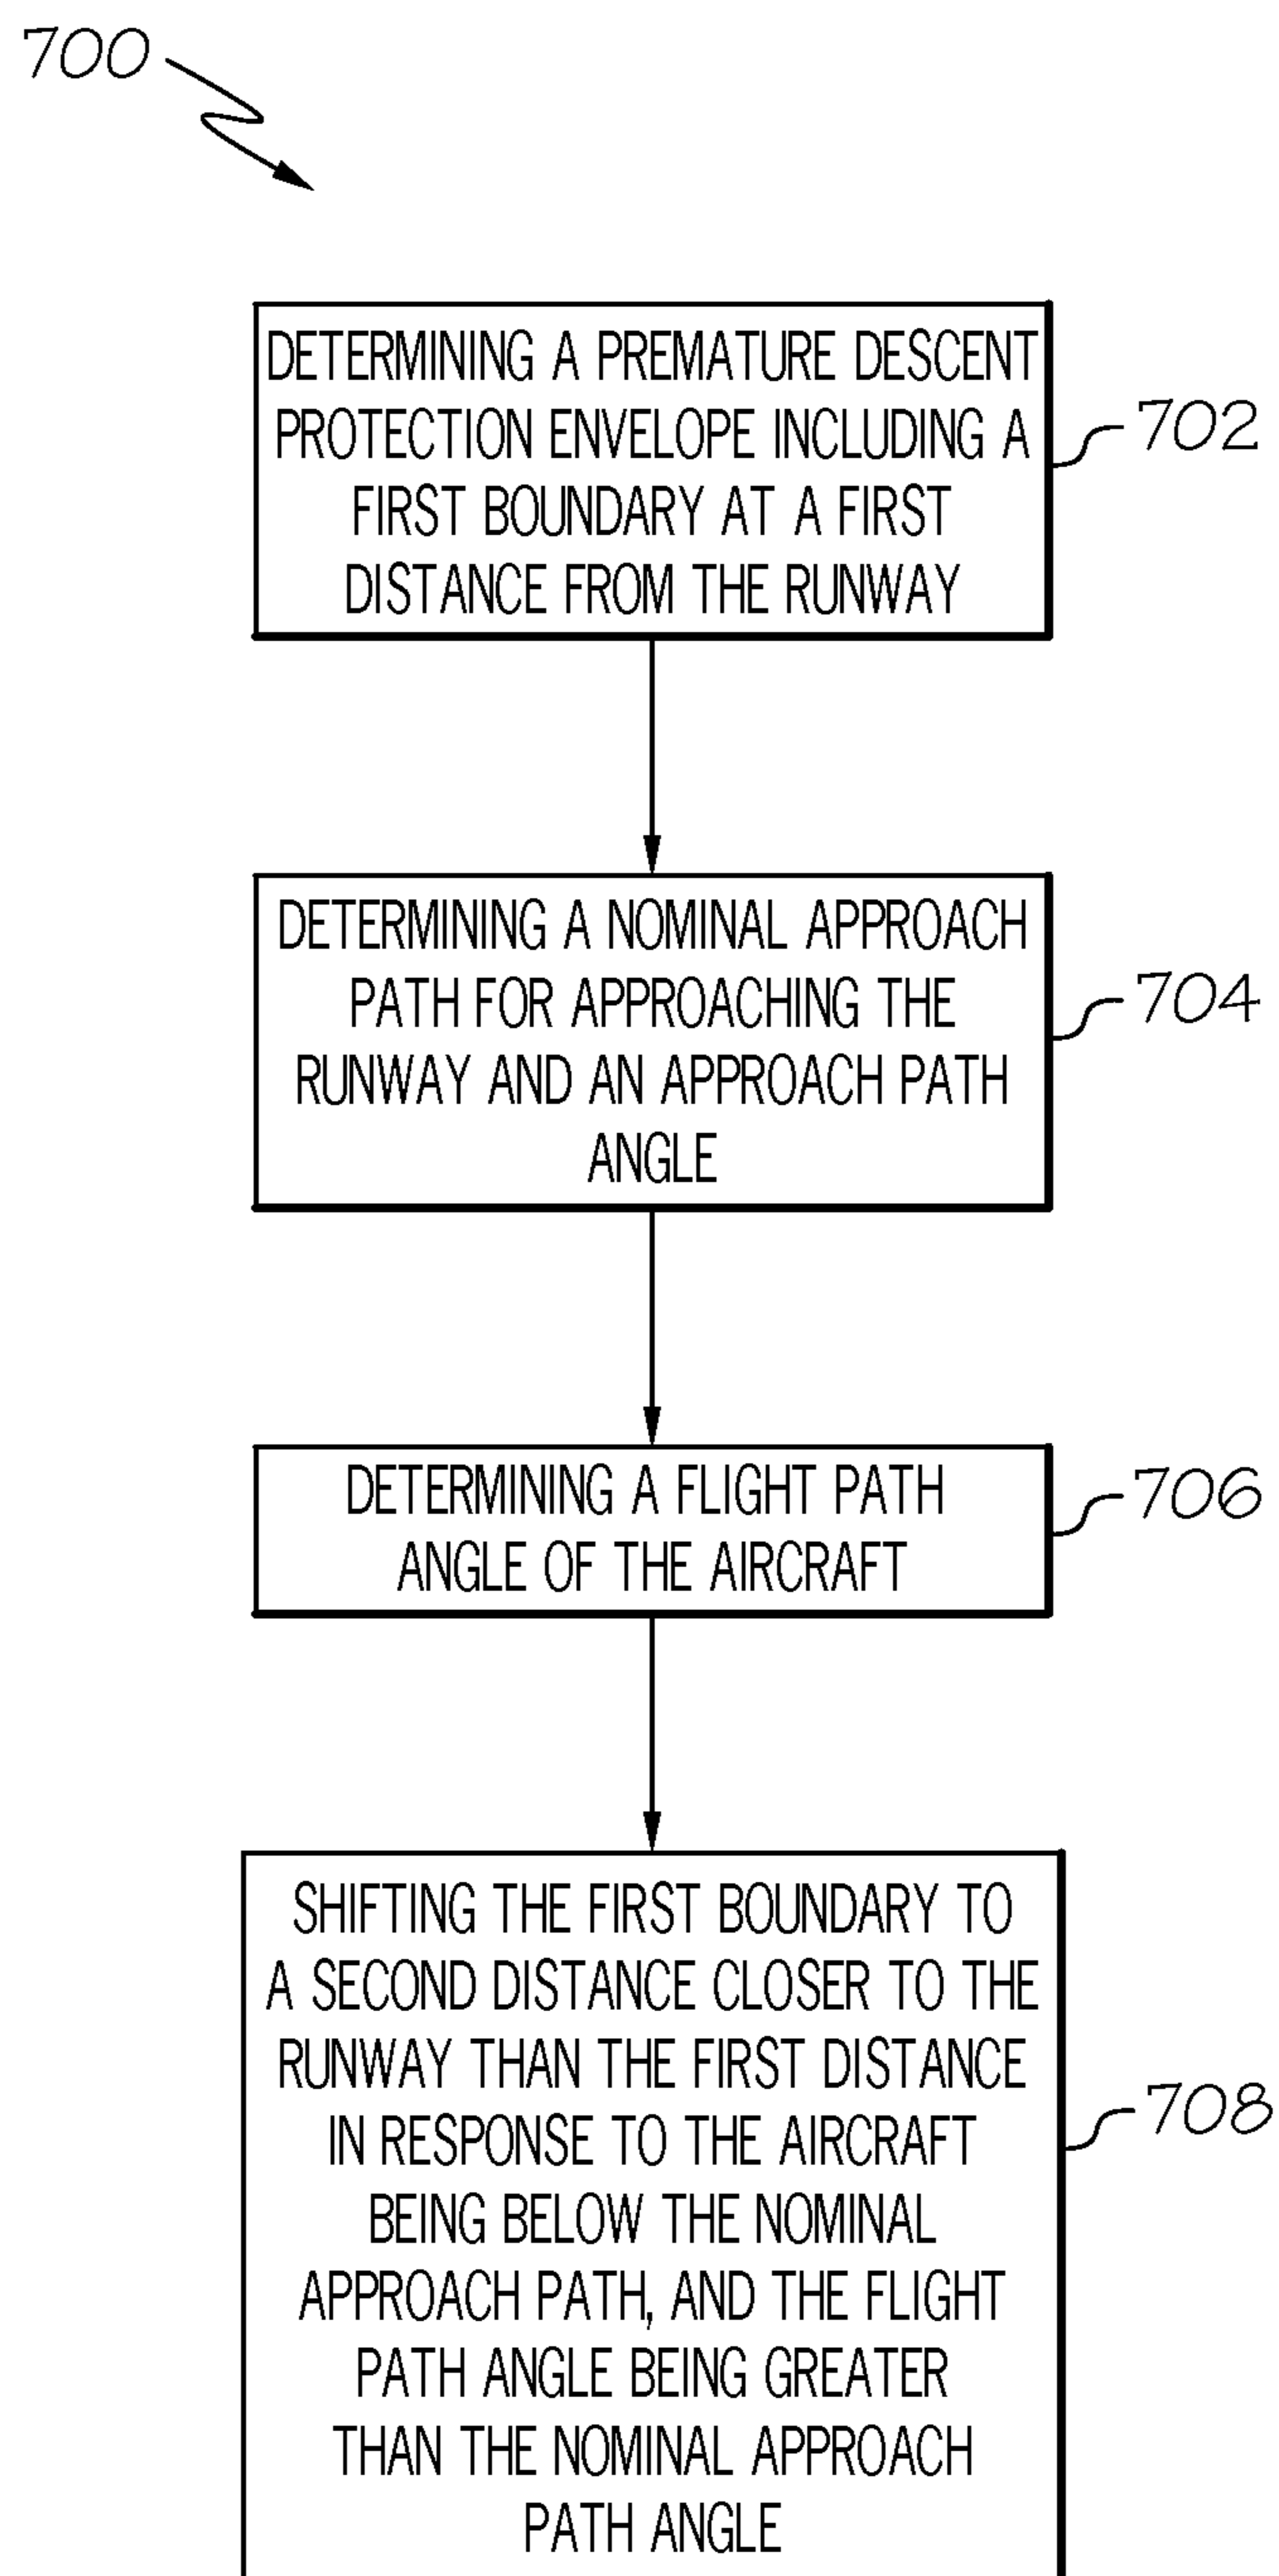 700
DETERMINING A PREMATURE DESCENT
PROTECTION ENVELOPE INCLUDING A
FIRST BOUNDARY AT A FIRST
DISTANCE FROM THE RUNWAY
702
DETERMINING A NOMINAL APPROACH
PATH FOR APPROACHING THE
RUNWAY AND AN APPROACH PATH
ANGLE
704
DETERMINING A FLIGHT PATH
ANGLE OF THE AIRCRAFT
706
SHIFTING THE FIRST BOUNDARY TO
A SECOND DISTANCE CLOSER TO THE
RUNWAY THAN THE FIRST DISTANCE
IN RESPONSE TO THE AIRCRAFT
BEING BELOW THE NOMINAL
APPROACH PATH, AND THE FLIGHT
PATH ANGLE BEING GREATER
THAN THE NOMINAL APPROACH
PATH ANGLE
708